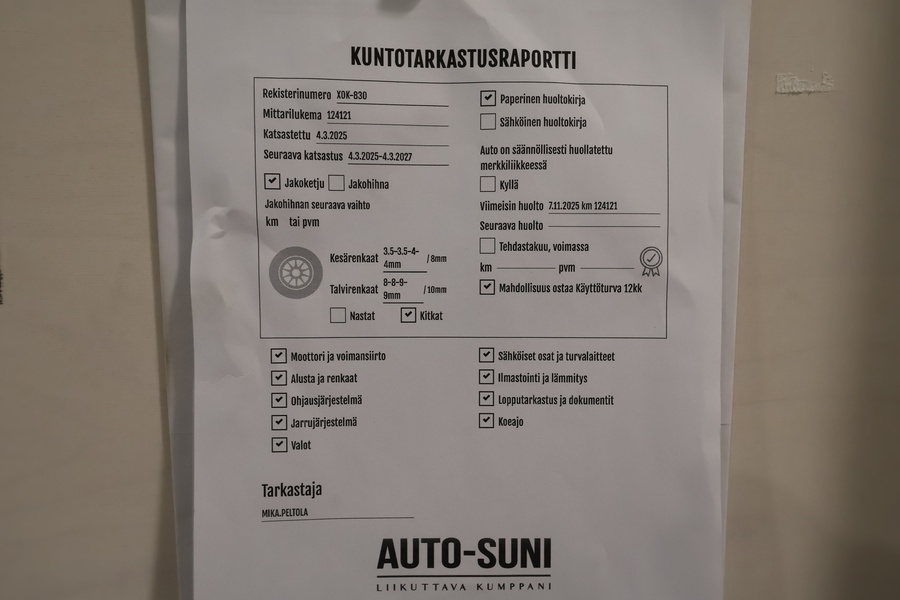 KUNTOTARKASTUSRAPORTTI
Rekisterinumero XOK-830
Mittarilukema 124121
Katsastettu 4.3.2025
Seuraava katsastus 4.3.2025-4.3.2027
Jakoketju Jakohihna
Jakohihnan seuraava vaihto
km tai pvm
Kesärenkaat 3.5-3.5-4-
4mm / 8mm
Talvirenkaat 8-8-9-
9mm / 10mm
Nastat Kitkat
Paperinen huoltokirja
Sähköinen huoltokirja
Auto on säännöllisesti huollatettu
merkkiliikkeessä
Kyllä
Viimeisin huolto 7.11.2025 km 124121
Seuraava huolto
Tehdastakuu, voimassa
km pvm
Mahdollisuus ostaa Käyttöturva 12kk
Moottori ja voimansiirto
Alusta ja renkaat
Ohjausjärjestelmä
Jarrujärjestelmä
Valot
Sähköiset osat ja turvalaitteet
Ilmastointi ja lämmitys
Lopputarkastus ja dokumentit
Koeajo
Tarkastaja
MIKA.PELTOLA
AUTO-SUNI
LIIKUTTAVA KUMPPANI